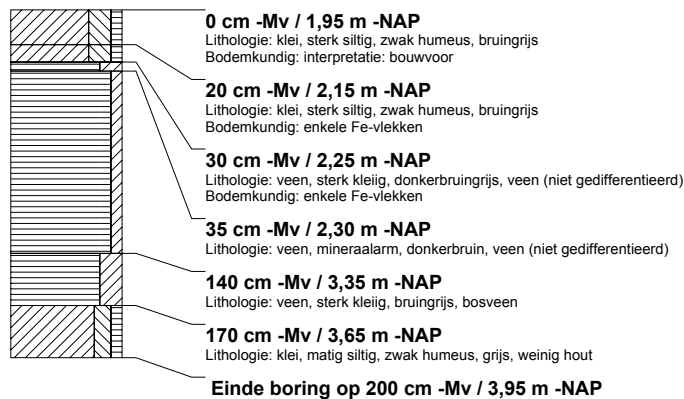 0 cm -Mv / 1,95 m -NAP
Lithologie: klei, sterk siltig, zwak humeus, bruingrijs
Bodemkundig: interpretatie: bouwvoor
20 cm -Mv / 2,15 m -NAP
Lithologie: klei, sterk siltig, zwak humeus, bruingrijs
Bodemkundig: enkele Fe-vlekken
30 cm -Mv / 2,25 m -NAP
Lithologie: veen, sterk kleiig, donkerbruingrijs, veen (niet gedifferentieerd)
Bodemkundig: enkele Fe-vlekken
35 cm -Mv / 2,30 m -NAP
Lithologie: veen, mineraalarm, donkerbruin, veen (niet gedifferentieerd)
140 cm -Mv / 3,35 m -NAP
Lithologie: veen, sterk kleiig, bruingrijs, bosveen
170 cm -Mv / 3,65 m -NAP
Lithologie: klei, matig siltig, zwak humeus, grijs, weinig hout
Einde boring op 200 cm -Mv / 3,95 m -NAP